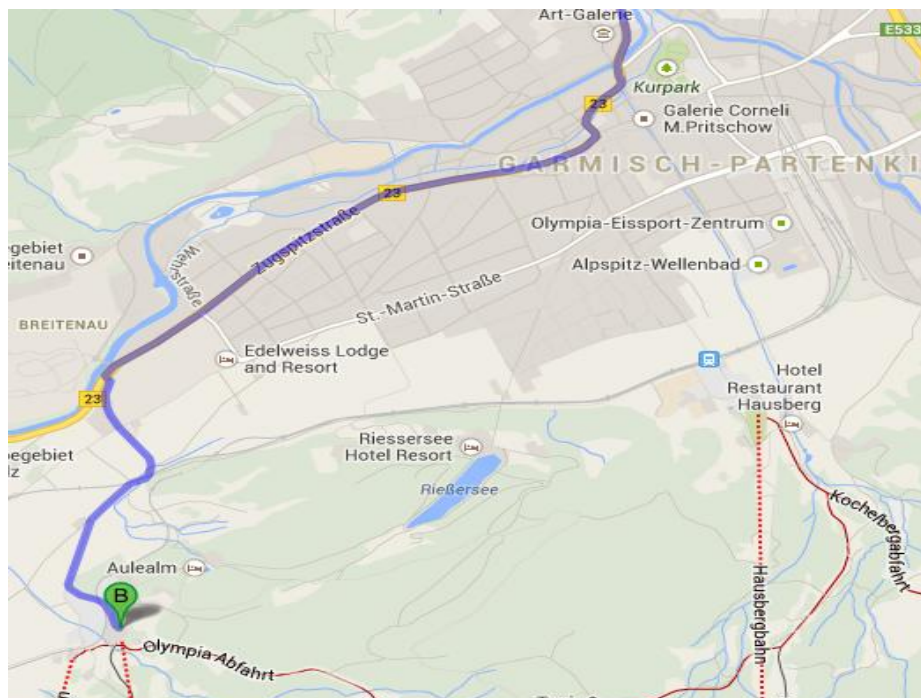 Art-Galerie
E533
Kurpark
23
Galerie Corneli
M.Pritschow
GARMISCH-PARTENKI
23
Zugspitzstraße
Olympia-Eissport-Zentrum
Wehrstraße
egebiet
eitenau
Alpspitz-Wellenbad
St.-Martin-Straße
BREITENAU
Edelweiss Lodge
and Resort
23
Hotel
Restaurant
Hausberg
Riessersee
Hotel Resort
egebiet
lz
Rießersee
Aulealm
B
Hausbergbahn
Olympia Abfahrt